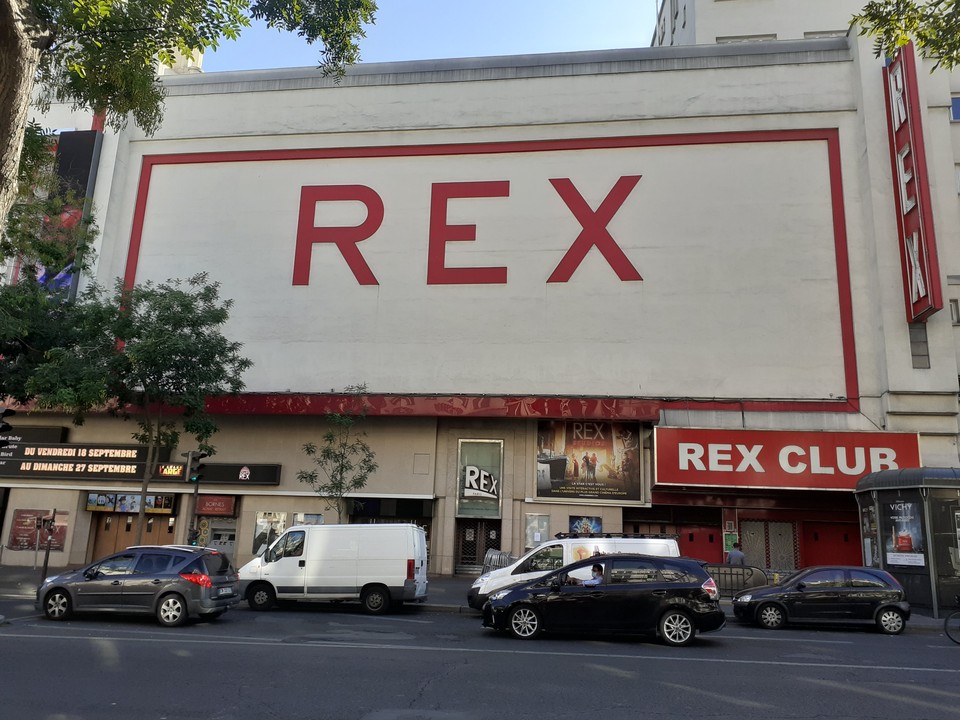 REX
REX
DU VENDREDI 18 SEPTEMBRE
AU DIMANCHE 27 SEPTEMBRE
REX
REX
REX CLUB
VICHY